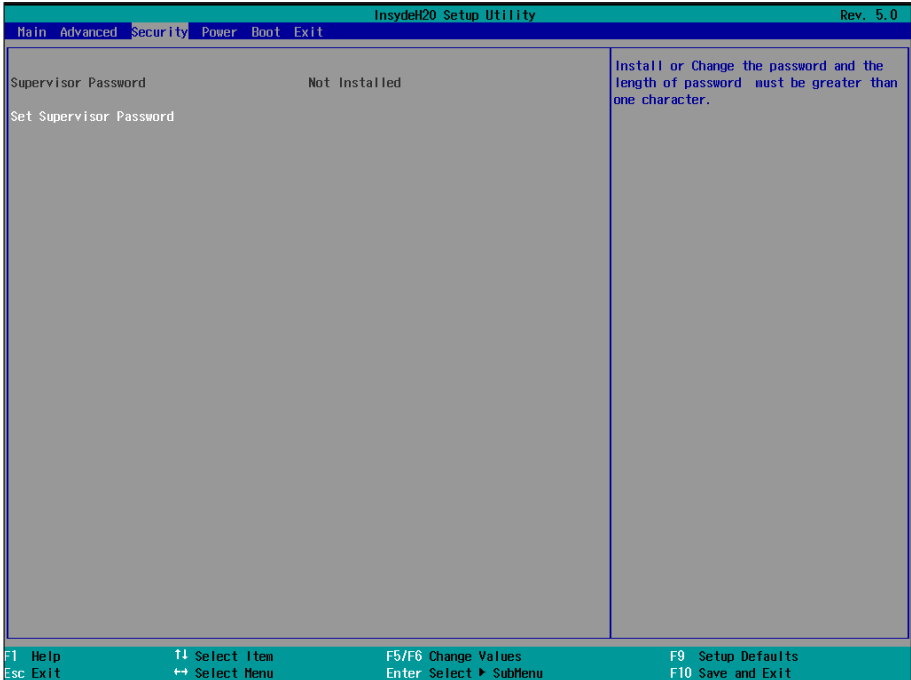 InsydeH20 Setup Utility Rev. 5.0
Main Advanced Security Power Boot Exit
Supervisor Password Not Installed
Set Supervisor Password
Install or Change the password and the
length of password must be greater than
one character.
F1 Help ↑↓ Select Item F5/F6 Change Values F9 Setup Defaults
Esc Exit ↔ Select Menu Enter Select ▶ SubMenu F10 Save and Exit